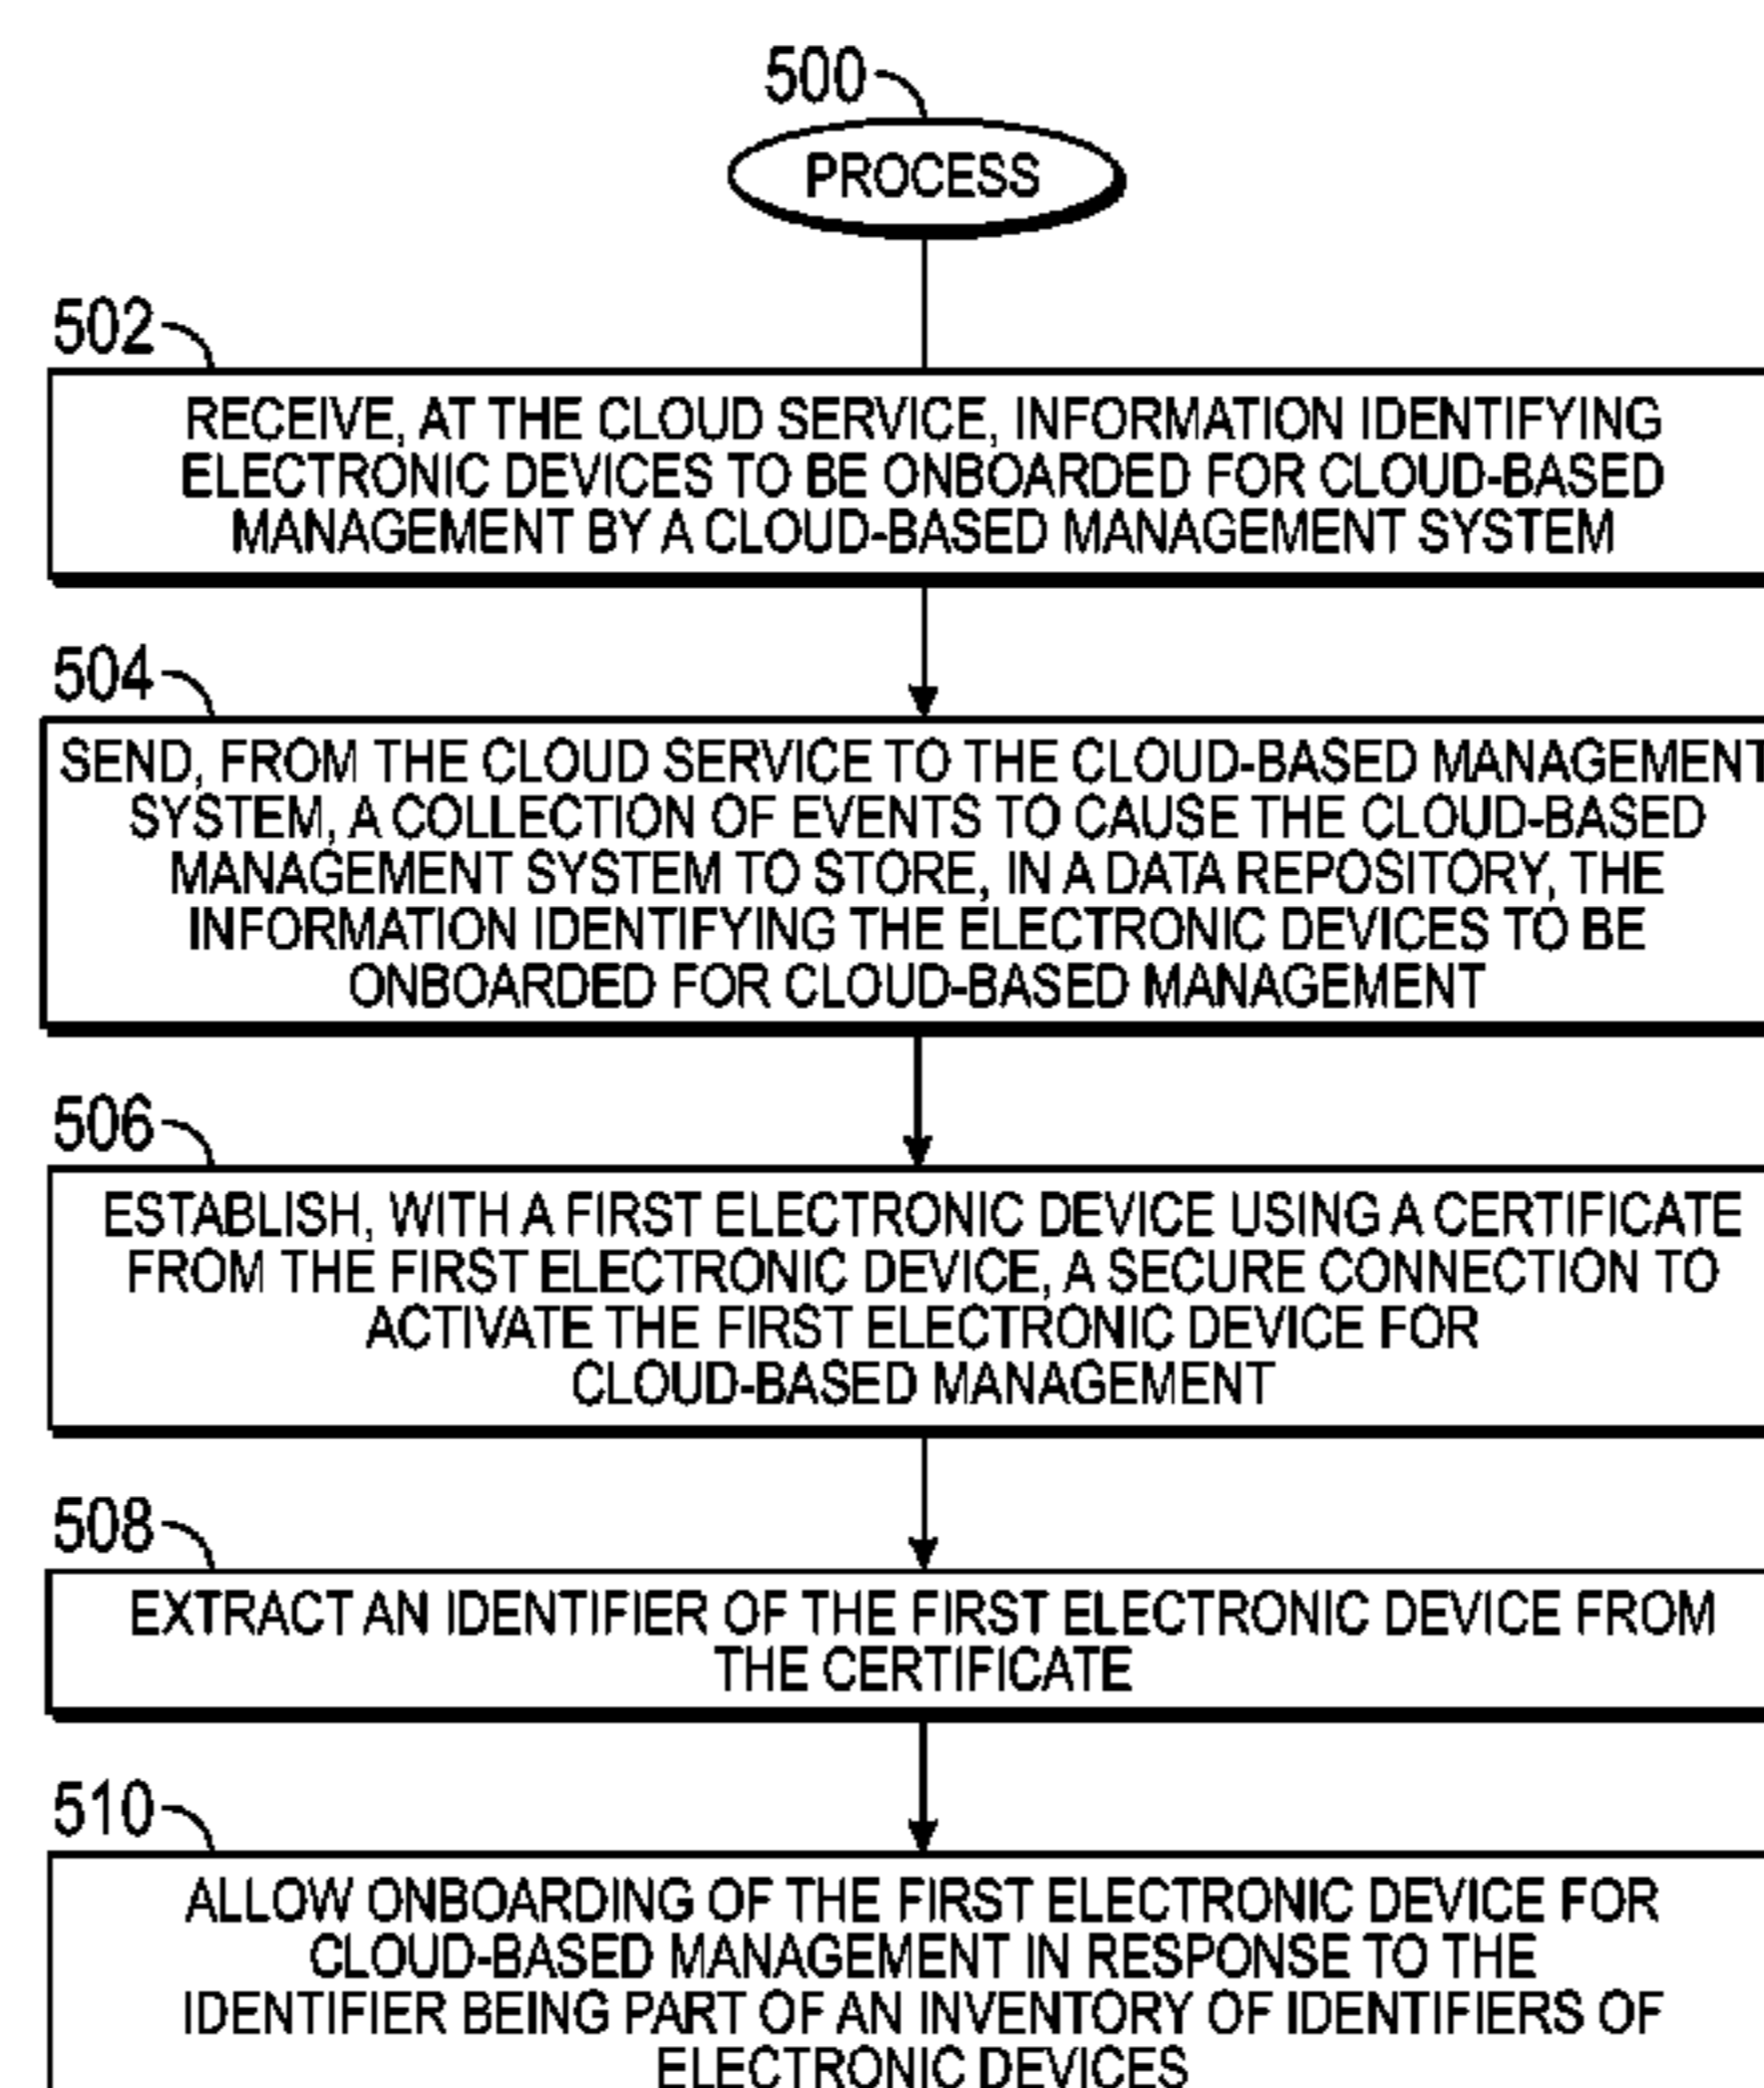 500
PROCESS
502
RECEIVE, AT THE CLOUD SERVICE, INFORMATION IDENTIFYING
ELECTRONIC DEVICES TO BE ONBOARDED FOR CLOUD-BASED
MANAGEMENT BY A CLOUD-BASED MANAGEMENT SYSTEM
504
SEND, FROM THE CLOUD SERVICE TO THE CLOUD-BASED MANAGEMENT
SYSTEM, A COLLECTION OF EVENTS TO CAUSE THE CLOUD-BASED
MANAGEMENT SYSTEM TO STORE, IN A DATA REPOSITORY, THE
INFORMATION IDENTIFYING THE ELECTRONIC DEVICES TO BE
ONBOARDED FOR CLOUD-BASED MANAGEMENT
506
ESTABLISH, WITH A FIRST ELECTRONIC DEVICE USING A CERTIFICATE
FROM THE FIRST ELECTRONIC DEVICE, A SECURE CONNECTION TO
ACTIVATE THE FIRST ELECTRONIC DEVICE FOR
CLOUD-BASED MANAGEMENT
508
EXTRACT AN IDENTIFIER OF THE FIRST ELECTRONIC DEVICE FROM
THE CERTIFICATE
510
ALLOW ONBOARDING OF THE FIRST ELECTRONIC DEVICE FOR
CLOUD-BASED MANAGEMENT IN RESPONSE TO THE
IDENTIFIER BEING PART OF AN INVENTORY OF IDENTIFIERS OF
ELECTRONIC DEVICES